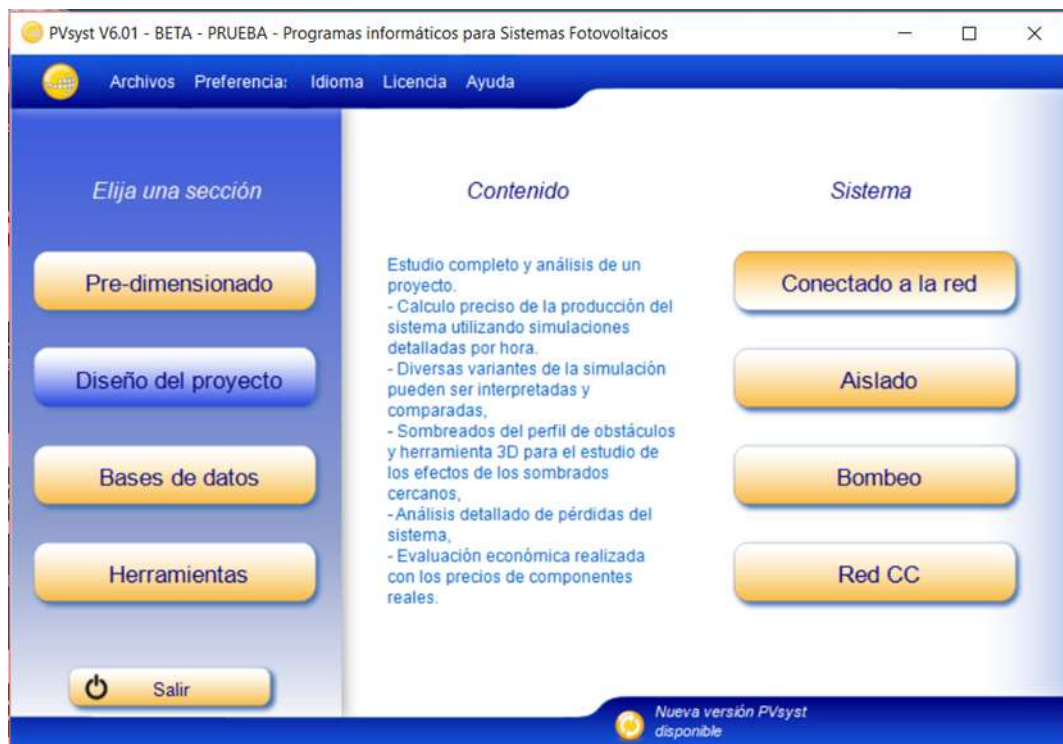 PVsyst V6.01 - BETA - PRUEBA - Programas informáticos para Sistemas Fotovoltaicos
Archivos Preferencia: Idioma Licencia Ayuda
Elija una sección
Pre-dimensionado
Diseño del proyecto
Bases de datos
Herramientas
Salir
Contenido
Estudio completo y análisis de un
proyecto.
- Calculo preciso de la producción del
sistema utilizando simulaciones
detalladas por hora.
- Diversas variantes de la simulación
pueden ser interpretadas y
comparadas,
- Sombreados del perfil de obstáculos
y herramienta 3D para el estudio de
los efectos de los sombrados
cercanos,
- Análisis detallado de pérdidas del
sistema,
- Evaluación económica realizada
con los precios de componentes
reales.
Sistema
Conectado a la red
Aislado
Bombeo
Red CC
Nueva versión PVsyst
disponible